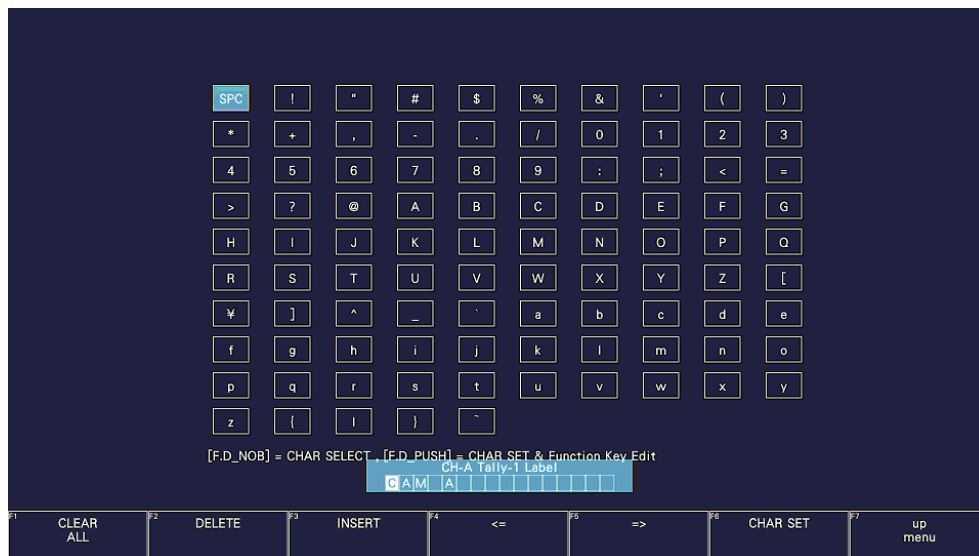 SPC ! " # $ % & ' ( )
* + , - . / 0 1 2 3
4 5 6 7 8 9 : ; < =
> ? @ A B C D E F G
H I J K L M N O P Q
R S T U V W X Y Z [
¥ ] ^ _ ` a b c d e
f g h i j k l m n o
p q r s t u v w x y
z { | } ~
[F.D_NOB] = CHAR SELECT , [F.D_PUSH] = CHAR SET & Function Key Edit
CH-A Tally-1 Label
CAM A
F1 CLEAR ALL
F2 DELETE
F3 INSERT
F4 <=
F5 =>
F6 CHAR SET
F7 up menu